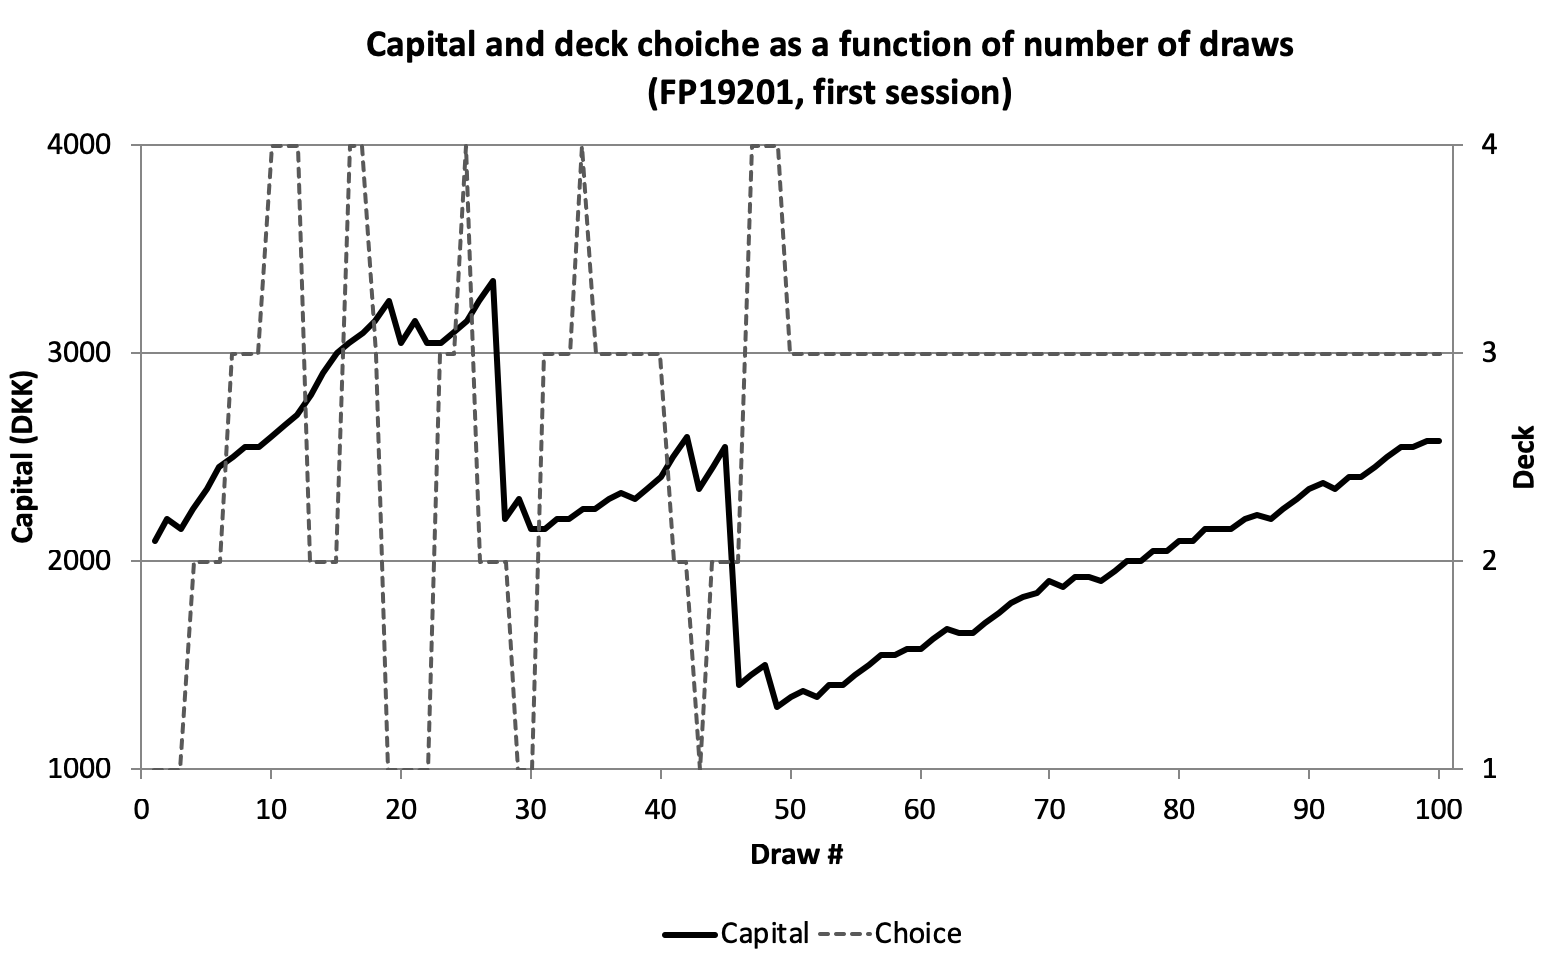 Capital and deck choiche as a function of number of draws
(FP19201, first session)
4000
3000
2000
1000
Capital (DKK)
4
3
2
1
Deck
0 10 20 30 40 50 60 70 80 90 100
Draw #
Capital Choice